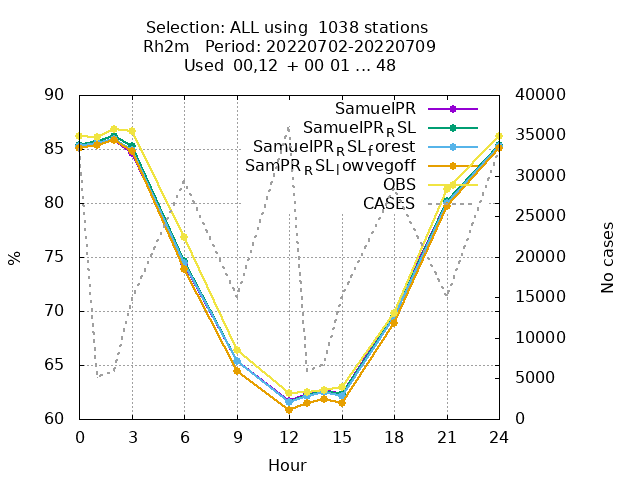 Selection: ALL using 1038 stations
Rh2m Period: 20220702-20220709
Used 00,12 + 00 01 ... 48
90 40000
SamuelPR
SamuelPR_RSL
85 35000
SamuelPR_RSL_forest
SamPR_RSL_lowvegoff
30000
OBS
80 CASES
25000
75 20000
% No cases
70 15000
10000
65
5000
60 0
0 3 6 9 12 15 18 21 24
Hour